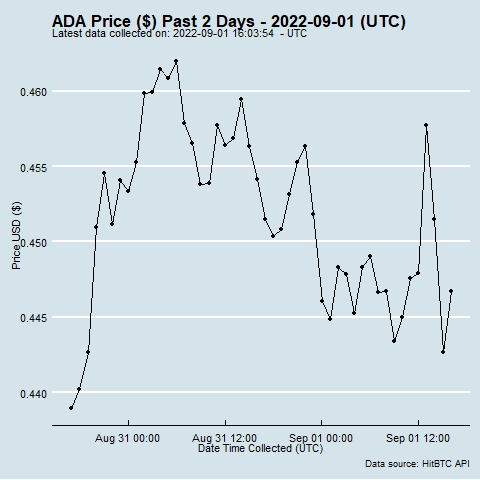 ADA Price ($) Past 2 Days - 2022-09-01 (UTC)
Latest data collected on: 2022-09-01 16:03:54 - UTC
Price USD ($)
0.460
0.455
0.450
0.445
0.440
Aug 31 00:00
Aug 31 12:00
Sep 01 00:00
Sep 01 12:00
Date Time Collected (UTC)
Data source: HitBTC API